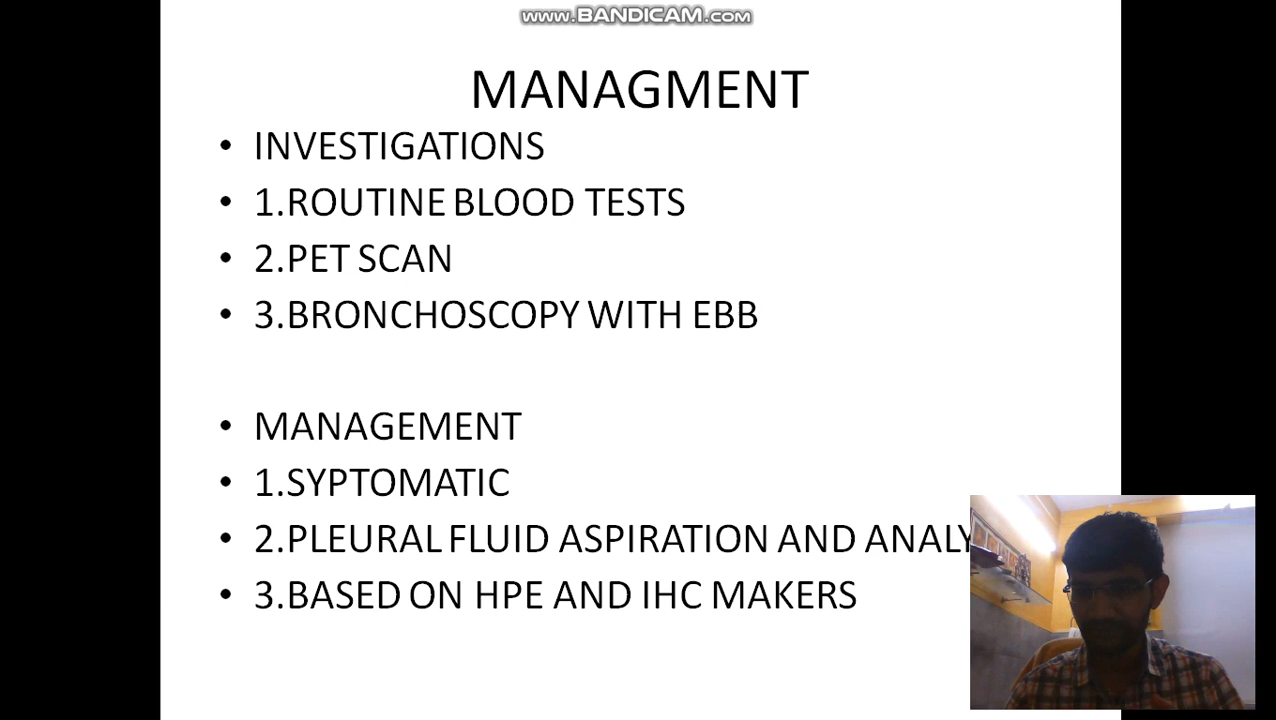 www.BANDICAM.com
MANAGMENT
• INVESTIGATIONS
• 1.ROUTINE BLOOD TESTS
• 2.PET SCAN
• 3.BRONCHOSCOPY WITH EBB
• MANAGEMENT
• 1.SYPTOMATIC
• 2.PLEURAL FLUID ASPIRATION AND ANALY
• 3.BASED ON HPE AND IHC MAKERS